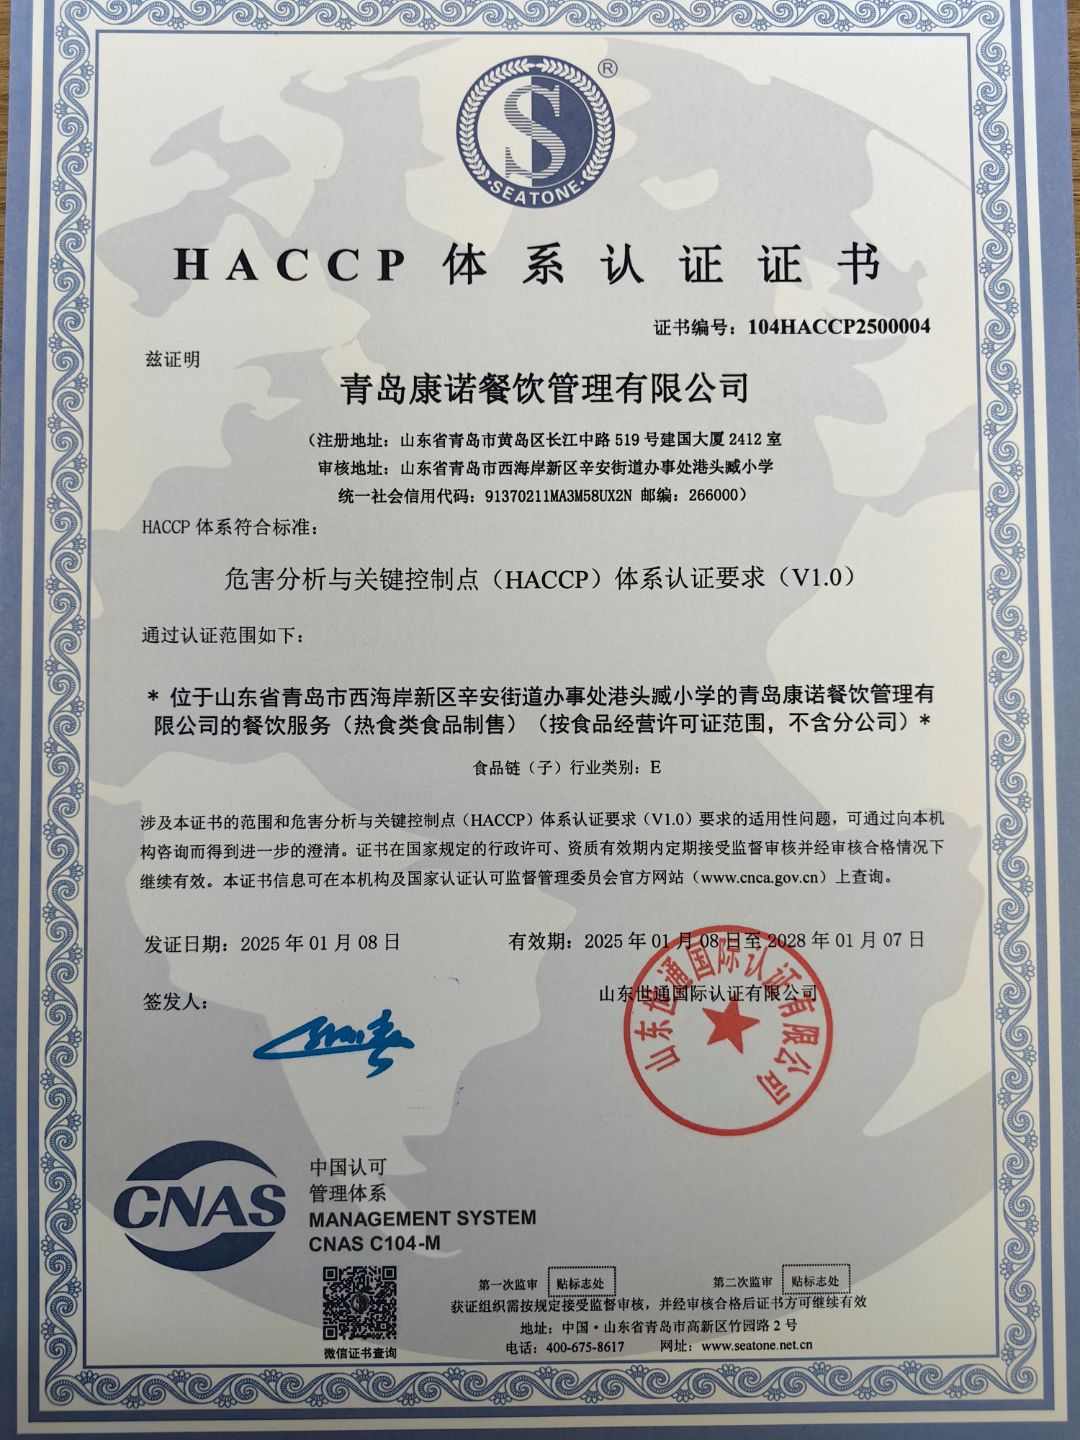 SEATONE
®
HACCP 体系认证证书
证书编号：104HACCP2500004
兹证明
青岛康诺餐饮管理有限公司
（注册地址：山东省青岛市黄岛区长江中路 519 号建国大厦 2412 室
审核地址：山东省青岛市西海岸新区辛安街道办事处港头臧小学
统一社会信用代码：91370211MA3M58UX2N 邮编：266000）
HACCP 体系符合标准：
危害分析与关键控制点（HACCP）体系认证要求（V1.0）
通过认证范围如下：
* 位于山东省青岛市西海岸新区辛安街道办事处港头臧小学的青岛康诺餐饮管理有
限公司的餐饮服务（热食类食品制售）（按食品经营许可证范围，不含分公司）*
食品链（子）行业类别：E
涉及本证书的范围和危害分析与关键控制点（HACCP）体系认证要求（V1.0）要求的适用性问题，可通过向本机
构咨询而得到进一步的澄清。证书在国家规定的行政许可、资质有效期内定期接受监督审核并经审核合格情况下
继续有效。本证书信息可在本机构及国家认证认可监督管理委员会官方网站（www.cnca.gov.cn）上查询。
发证日期：2025 年 01 月 08 日 有效期：2025 年 01 月 08 日至 2028 年 01 月 07 日
签发人： 山东世通国际认证有限公司
山东世通国际认证有限公司
CNAS
中国认可
管理体系
MANAGEMENT SYSTEM
CNAS C104-M
微信证书查询
第一次监审 贴标志处 第二次监审 贴标志处
获证组织需按规定接受监督审核，并经审核合格后证书方可继续有效
地址：中国·山东省青岛市高新区竹园路 2 号
电话：400-675-8617 网址：www.seatone.net.cn